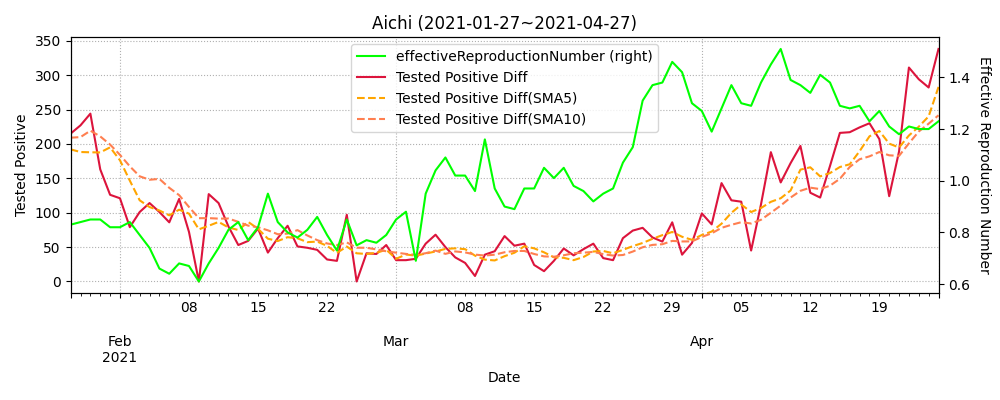 Aichi (2021-01-27~2021-04-27)
effectiveReproductionNumber (right)
Tested Positive Diff
Tested Positive Diff(SMA5)
Tested Positive Diff(SMA10)
Tested Positive
350
300
250
200
150
100
50
0
Effective Reproduction Number
1.4
1.2
1.0
0.8
0.6
08 15 22 08 15 22 29 05 12 19
Feb Mar Apr
2021
Date